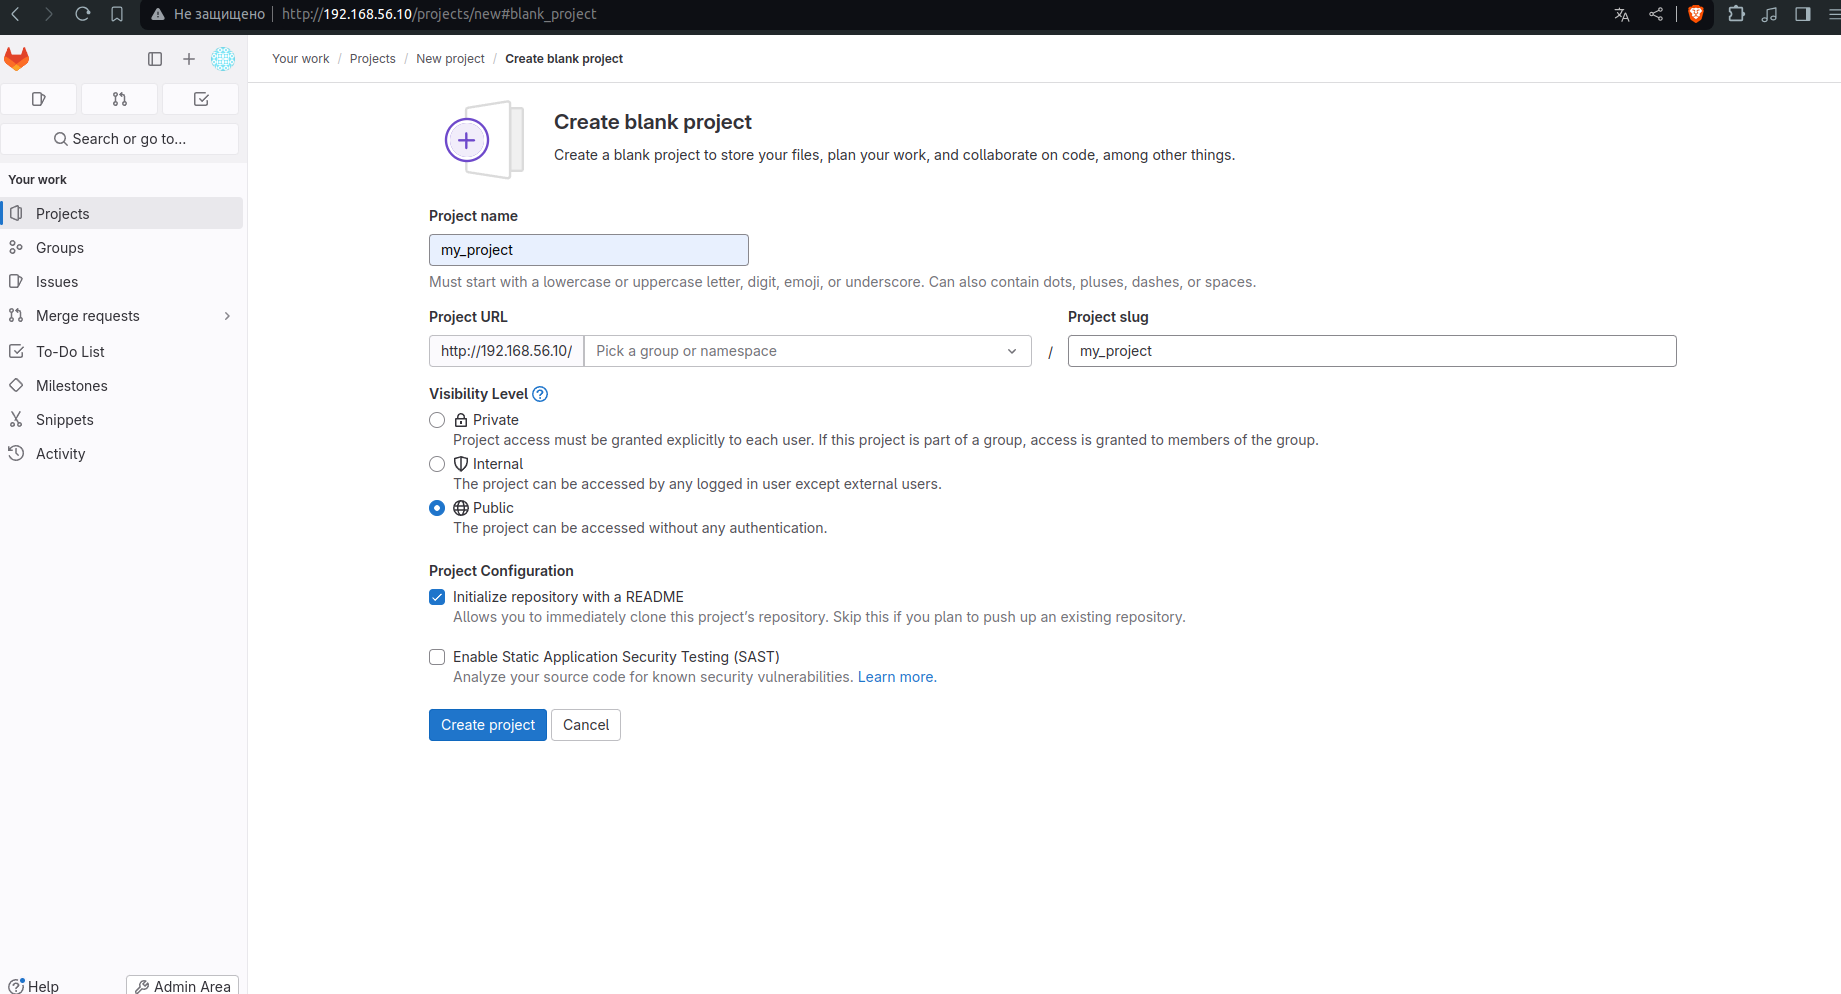 Не защищено http://192.168.56.10/projects/new#blank_project
Your work / Projects / New project / Create blank project
Search or go to...
Your work
Projects
Groups
Issues
Merge requests
To-Do List
Milestones
Snippets
Activity
Help
Admin Area
Create blank project
Create a blank project to store your files, plan your work, and collaborate on code, among other things.
Project name
my_project
Must start with a lowercase or uppercase letter, digit, emoji, or underscore. Can also contain dots, pluses, dashes, or spaces.
Project URL
http://192.168.56.10/ Pick a group or namespace
/
Project slug
my_project
Visibility Level ?
Private
Project access must be granted explicitly to each user. If this project is part of a group, access is granted to members of the group.
Internal
The project can be accessed by any logged in user except external users.
Public
The project can be accessed without any authentication.
Project Configuration
Initialize repository with a README
Allows you to immediately clone this project’s repository. Skip this if you plan to push up an existing repository.
Enable Static Application Security Testing (SAST)
Analyze your source code for known security vulnerabilities. Learn more.
Create project Cancel